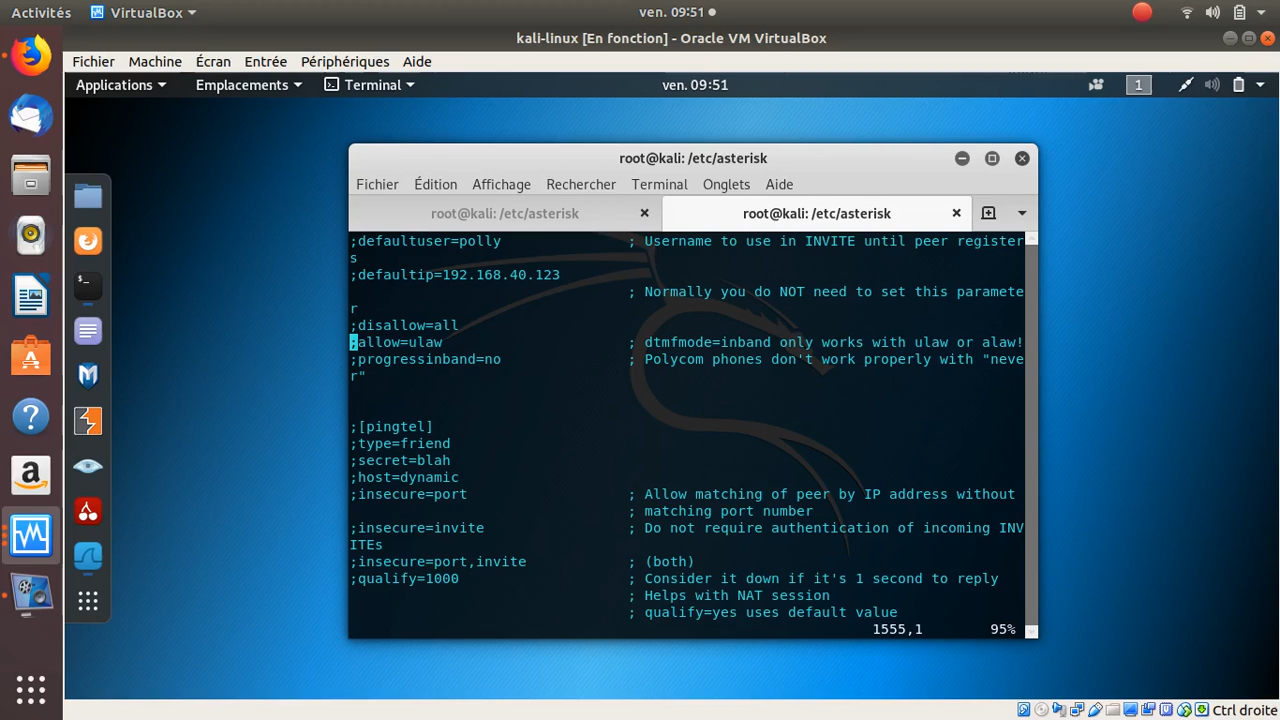 Activités
VirtualBox
ven. 09:51
kali-linux [En fonction] - Oracle VM VirtualBox
Fichier Machine Écran Entrée Périphériques Aide
Applications Emplacements Terminal ven. 09:51 1
root@kali: /etc/asterisk
Fichier Édition Affichage Rechercher Terminal Onglets Aide
root@kali: /etc/asterisk root@kali: /etc/asterisk
;defaultuser=polly ; Username to use in INVITE until peer register
s
;defaultip=192.168.40.123
; Normally you do NOT need to set this paramete
r
;disallow=all
;allow=ulaw ; dtmfmode=inband only works with ulaw or alaw!
;progressinband=no ; Polycom phones don't work properly with "neve
r"
;[pingtel]
;type=friend
;secret=blah
;host=dynamic
;insecure=port ; Allow matching of peer by IP address without
; matching port number
;insecure=invite ; Do not require authentication of incoming INV
ITEs
;insecure=port,invite ; (both)
;qualify=1000 ; Consider it down if it's 1 second to reply
; Helps with NAT session
; qualify=yes uses default value
1555,1 95%
Ctrl droite